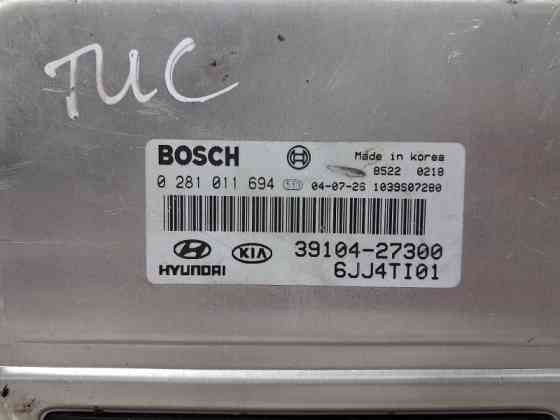 TUC
BOSCH
Made in korea
8522 0218
0 281 011 694 04-07-26 1039S07280
HYUNDAI KIA 39104-27300
6JJ4TI01